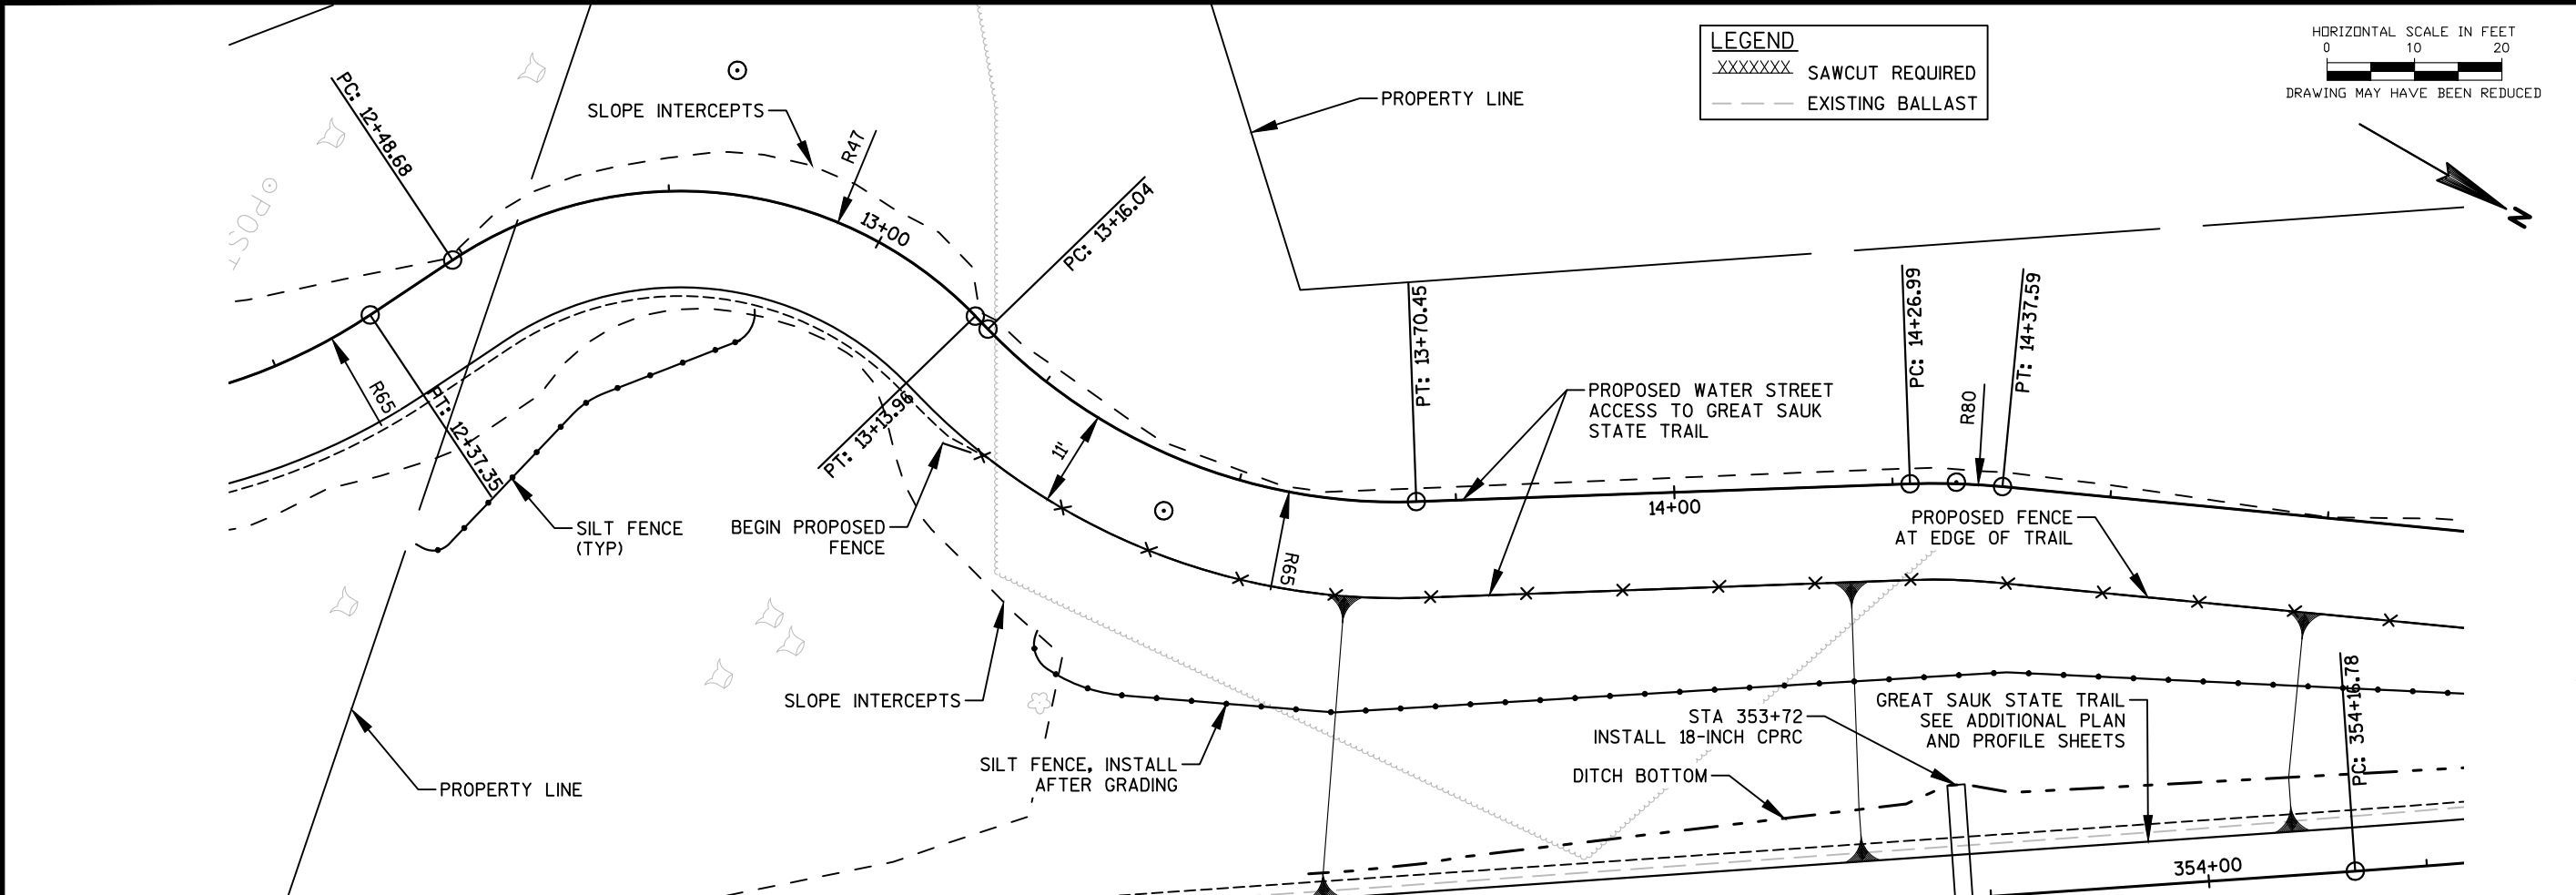 LEGEND
XXXXXXX SAWCUT REQUIRED
EXISTING BALLAST
HORIZONTAL SCALE IN FEET
0 10 20
DRAWING MAY HAVE BEEN REDUCED
N
PC: 12+48.68
SLOPE INTERCEPTS
R47
13+00
PC: 13+16.04
PROPERTY LINE
POST
R65
PT: 12+37.35
PT: 13+13.96
11'
PT: 13+70.45
PROPOSED WATER STREET
ACCESS TO GREAT SAUK
STATE TRAIL
PC: 14+26.99
R80
PT: 14+37.59
14+00
PROPOSED FENCE
AT EDGE OF TRAIL
SILT FENCE
(TYP)
BEGIN PROPOSED
FENCE
R65
SLOPE INTERCEPTS
SILT FENCE, INSTALL
AFTER GRADING
PROPERTY LINE
STA 353+72
INSTALL 18-INCH CPRC
DITCH BOTTOM
GREAT SAUK STATE TRAIL
SEE ADDITIONAL PLAN
AND PROFILE SHEETS
PC: 354+16.78
354+00